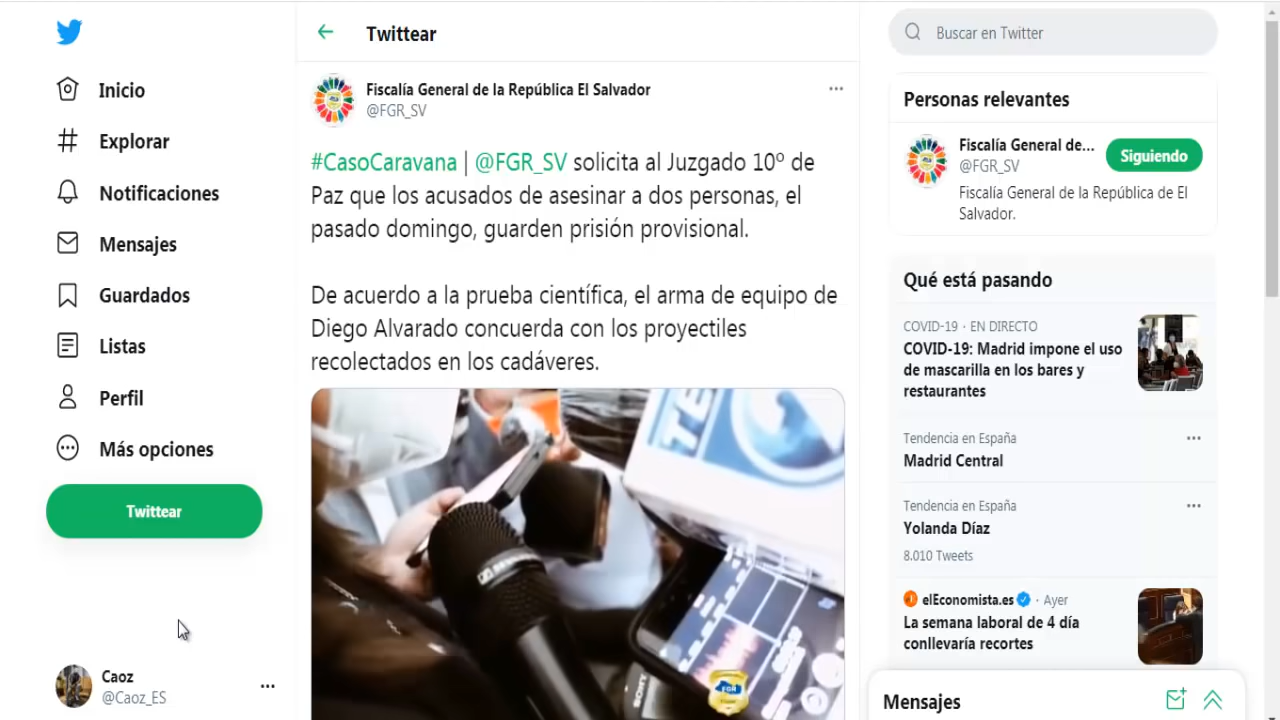 Inicio
Explorar
Notificaciones
Mensajes
Guardados
Listas
Perfil
Más opciones
Twittear
Caoz
@Caoz_ES
Twittear
Fiscalía General de la República El Salvador
@FGR_SV
#CasoCaravana | @FGR_SV solicita al Juzgado 10º de
Paz que los acusados de asesinar a dos personas, el
pasado domingo, guarden prisión provisional.
De acuerdo a la prueba científica, el arma de equipo de
Diego Alvarado concuerda con los proyectiles
recolectados en los cadáveres.
SONY
FGR
Buscar en Twitter
Personas relevantes
Fiscalía General de...
@FGR_SV
Siguiendo
Fiscalía General de la República de El
Salvador.
Qué está pasando
COVID-19 · EN DIRECTO
COVID-19: Madrid impone el uso
de mascarilla en los bares y
restaurantes
Tendencia en España
Madrid Central
Tendencia en España
Yolanda Díaz
8.010 Tweets
elEconomista.es · Ayer
La semana laboral de 4 día
conllevaría recortes
Mensajes